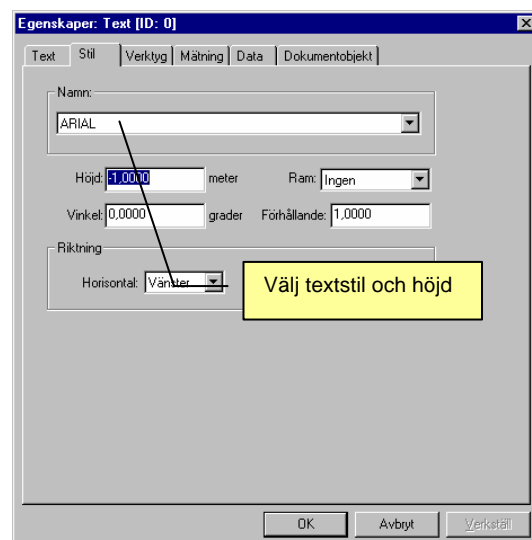 Egenskaper: Text [ID: 0]
Text Stil Verktyg Mätning Data Dokumentobjekt
Namn:
ARIAL
Höjd: -1,0000 meter Ram: Ingen
Vinkel: 0,0000 grader Förhållande: 1,0000
Riktning
Horisontal: Vänster
Välj textstil och höjd
OK Avbryt Verkställ